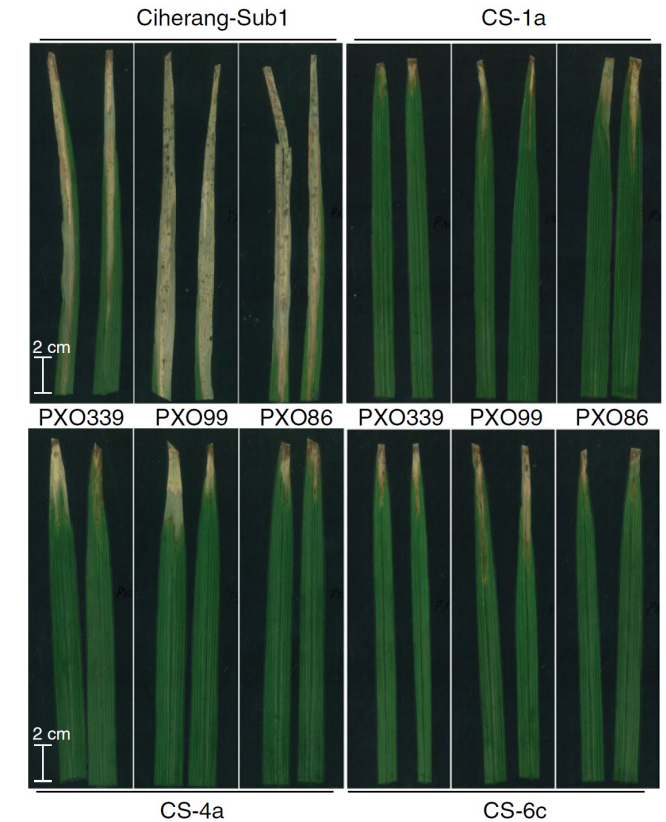 Ciherang-Sub1 CS-1a
2 cm
PXO339 PXO99 PXO86 PXO339 PXO99 PXO86
2 cm
CS-4a CS-6c